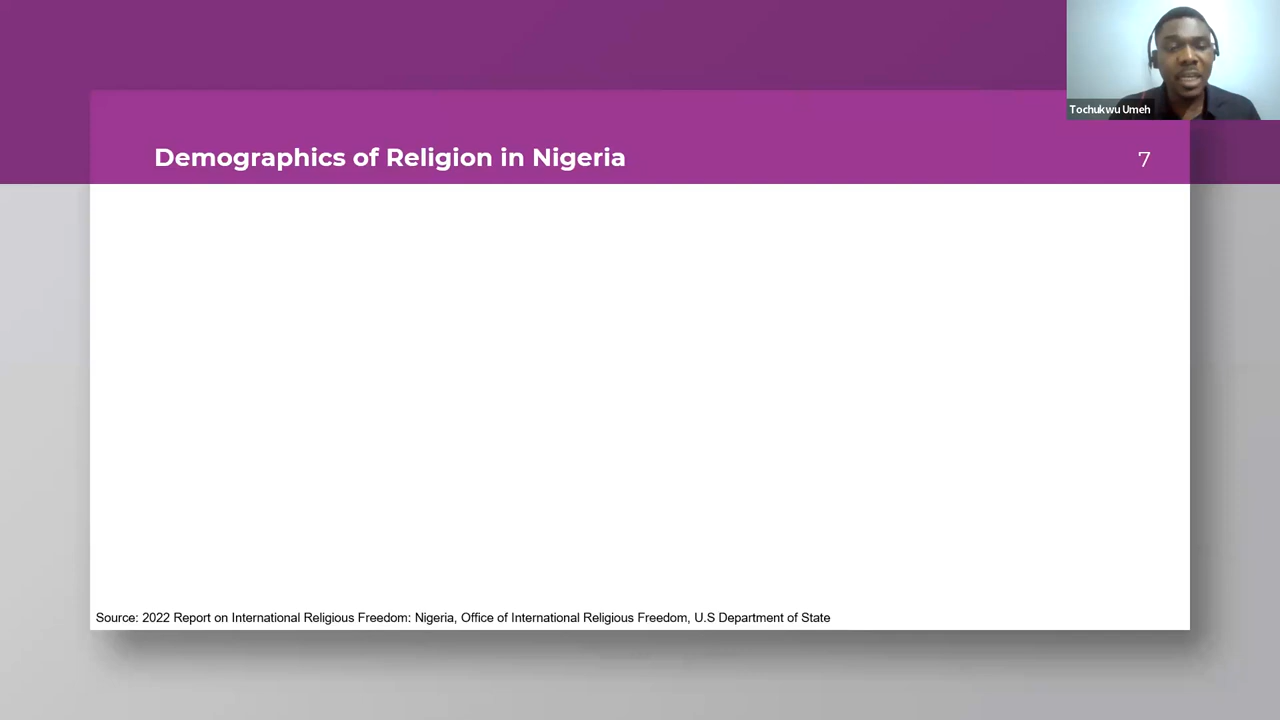 Tochukwu Umeh
Demographics of Religion in Nigeria
7
Source: 2022 Report on International Religious Freedom: Nigeria, Office of International Religious Freedom, U.S Department of State